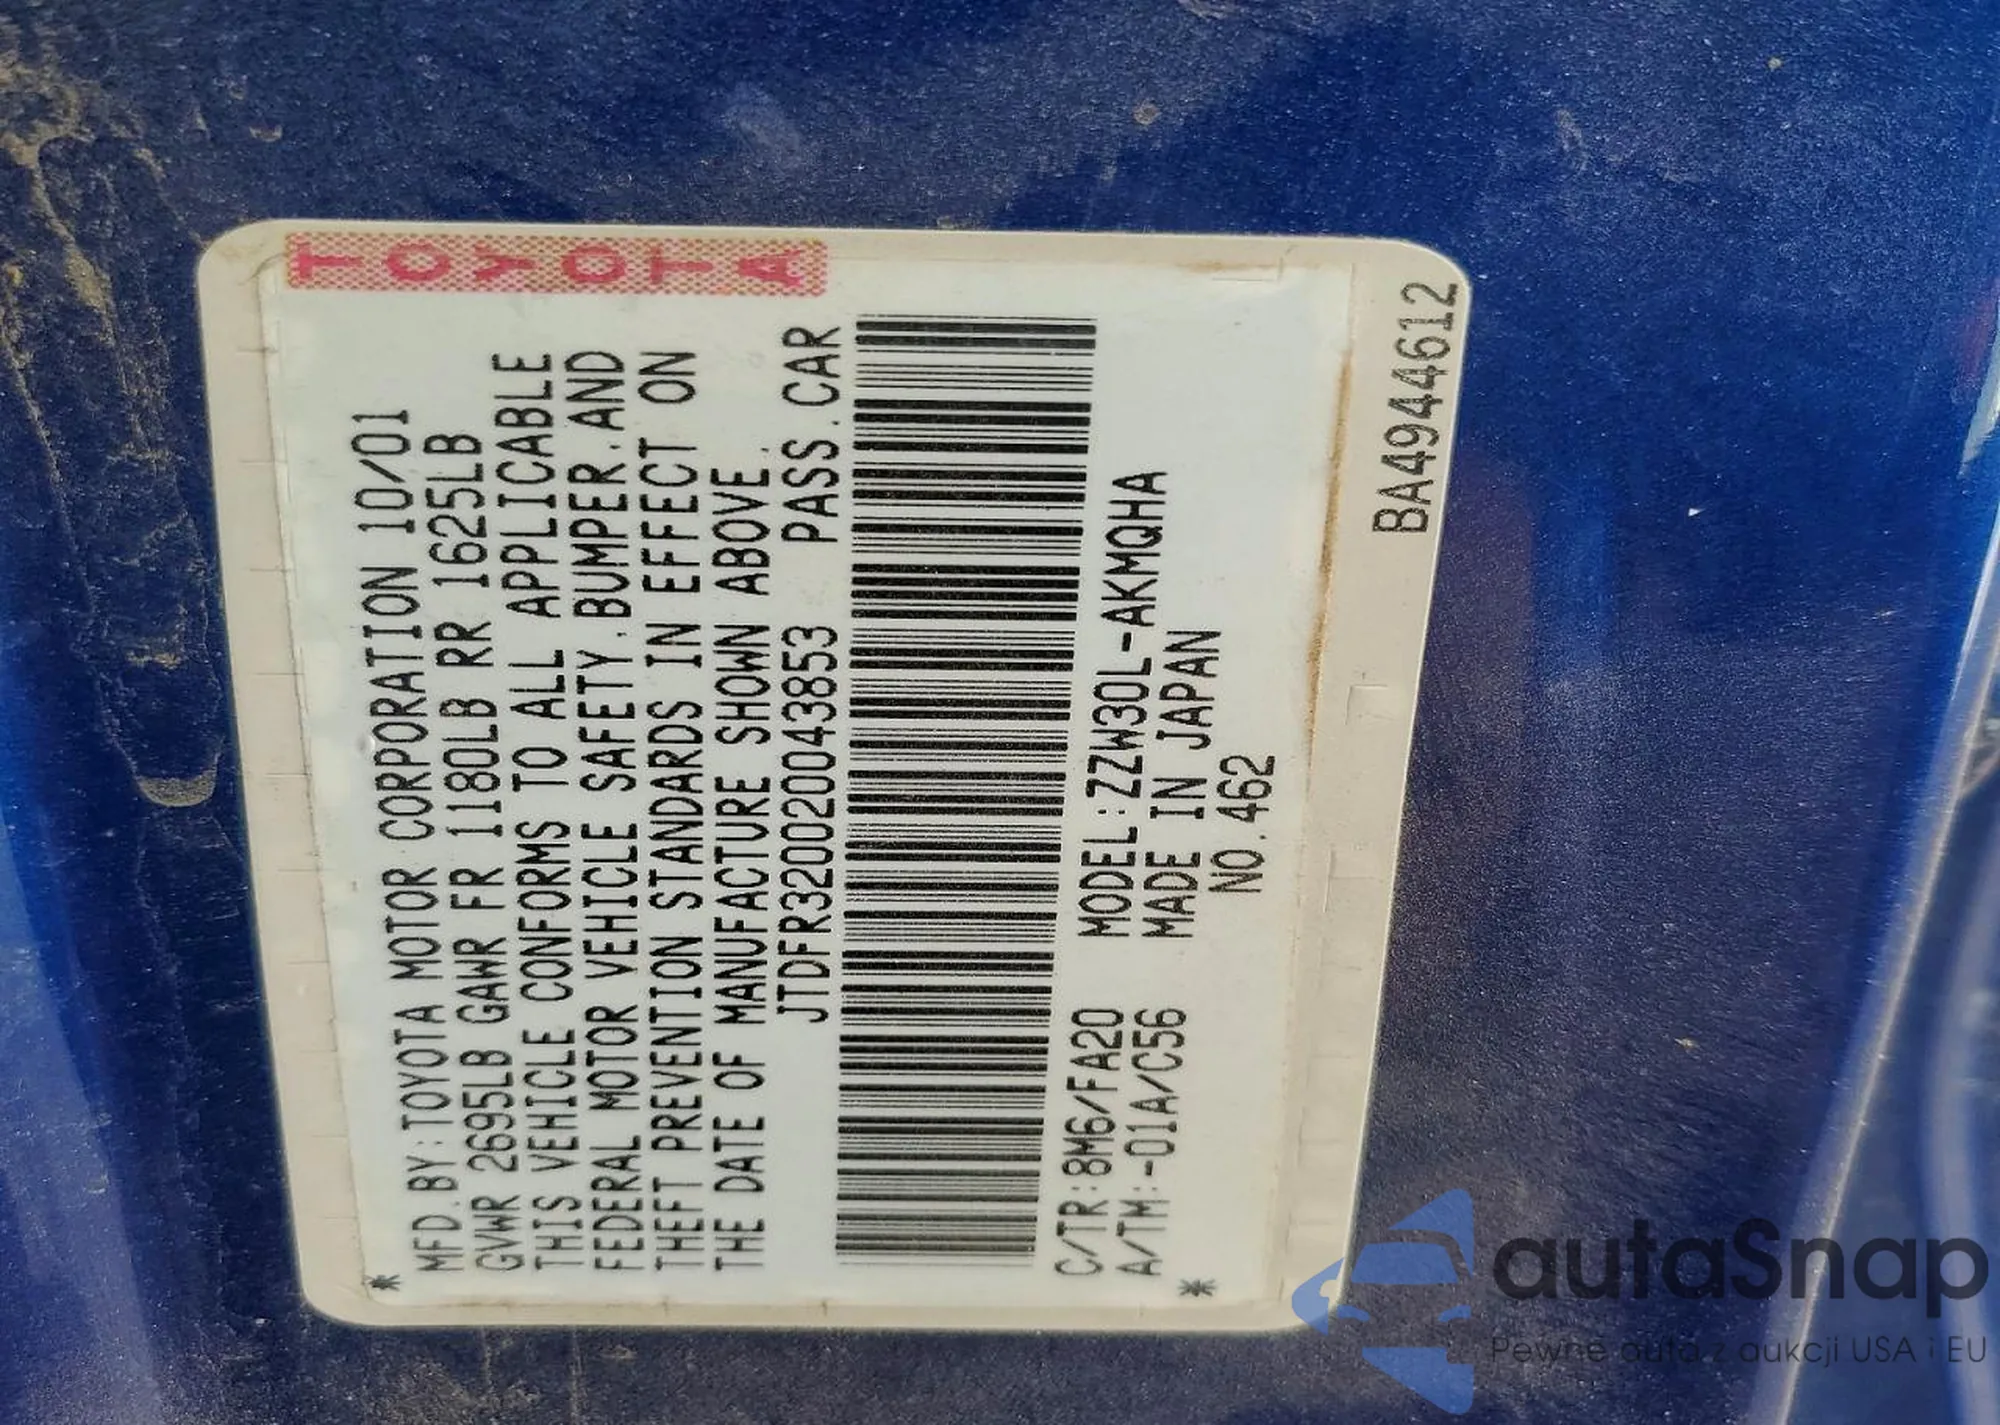 TOYOTA
MFD.BY:TOYOTA MOTOR CORPORATION 10/01
GVWR 2695LB GAWR FR 1180LB RR 1625LB
THIS VEHICLE CONFORMS TO ALL APPLICABLE
FEDERAL MOTOR VEHICLE SAFETY.BUMPER.AND
THEFT PREVENTION STANDARDS IN EFFECT ON
THE DATE OF MANUFACTURE SHOWN ABOVE.
JTDFR320020043853 PASS.CAR
C/TR:8M6/FA20 MODEL:ZZW30L-AKMQHA
A/TM:-01A/C56 MADE IN JAPAN
NO.462
BA4944612
autaSnap
Pewne auta z aukcji USA i EU